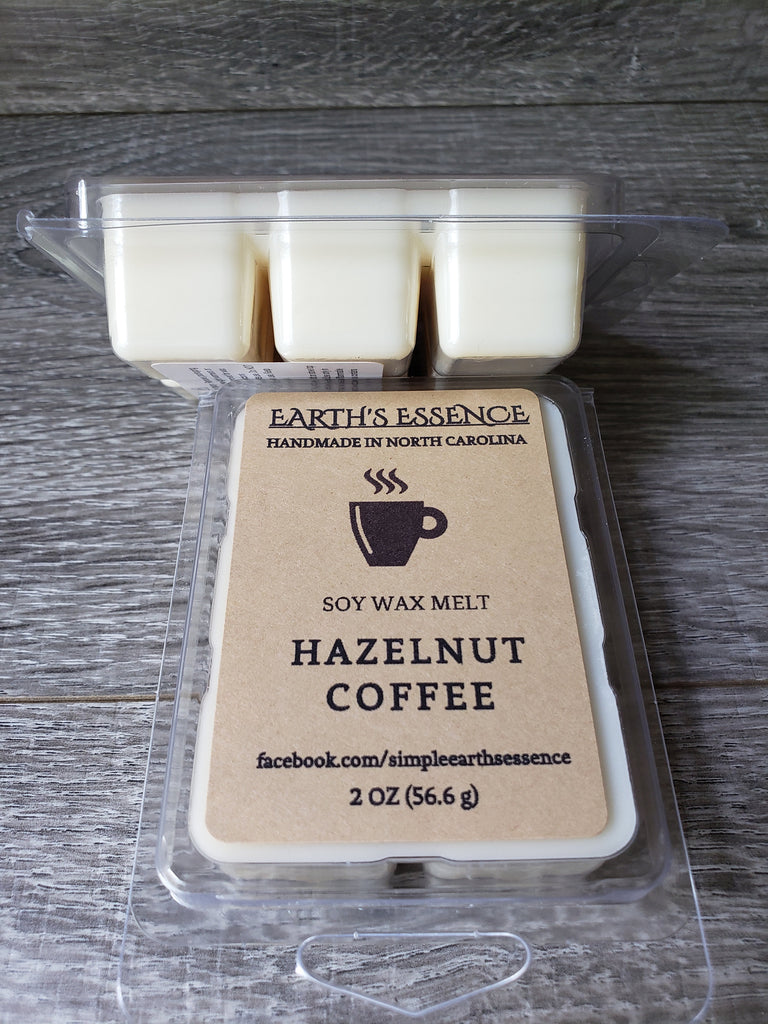 EARTH'S ESSENCE
HANDMADE IN NORTH CAROLINA
SOY WAX MELT
HAZELNUT
COFFEE
facebook.com/simpleearthsessence
2 OZ (56.6 g)